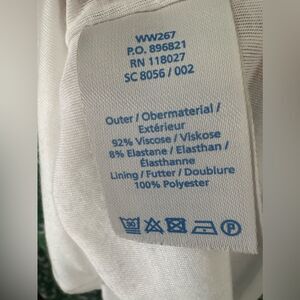 WW267
P.O. 896821
RN 118027
SC 8056 / 002
Outer / Obermaterial /
Extérieur
92% Viscose / Viskose
8% Elastane / Elasthan /
Élasthanne
Lining / Futter / Doublure
100% Polyester
30
P